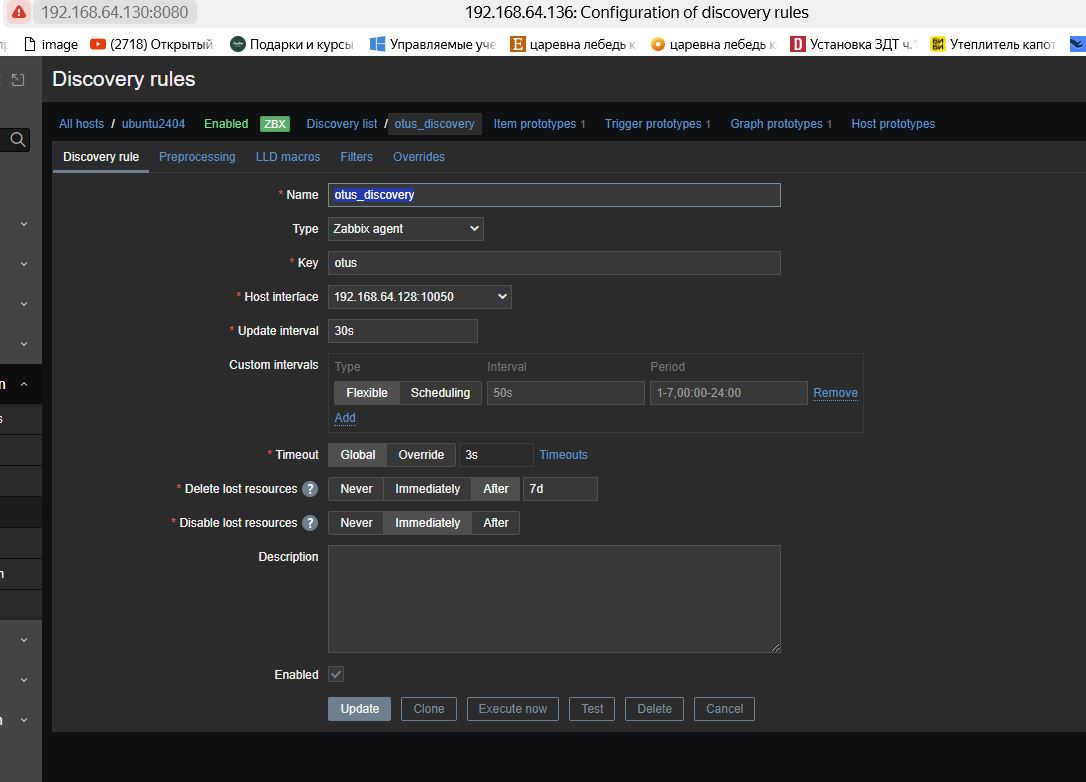 192.168.64.130:8080
192.168.64.136: Configuration of discovery rules
image (2718) Открытый Подарки и курсы Управляемые уче царевна лебедь к царевна лебедь к Установка ЗДТ ч. Утеплитель капот
Discovery rules
All hosts / ubuntu2404 Enabled ZBX Discovery list / otus_discovery Item prototypes 1 Trigger prototypes 1 Graph prototypes 1 Host prototypes
Discovery rule Preprocessing LLD macros Filters Overrides
* Name otus_discovery
Type Zabbix agent
* Key otus
* Host interface 192.168.64.128:10050
* Update interval 30s
Custom intervals Type Interval Period
Flexible Scheduling 50s 1-7,00:00-24:00 Remove
Add
* Timeout Global Override 3s Timeouts
* Delete lost resources ? Never Immediately After 7d
* Disable lost resources ? Never Immediately After
Description
Enabled
Update Clone Execute now Test Delete Cancel